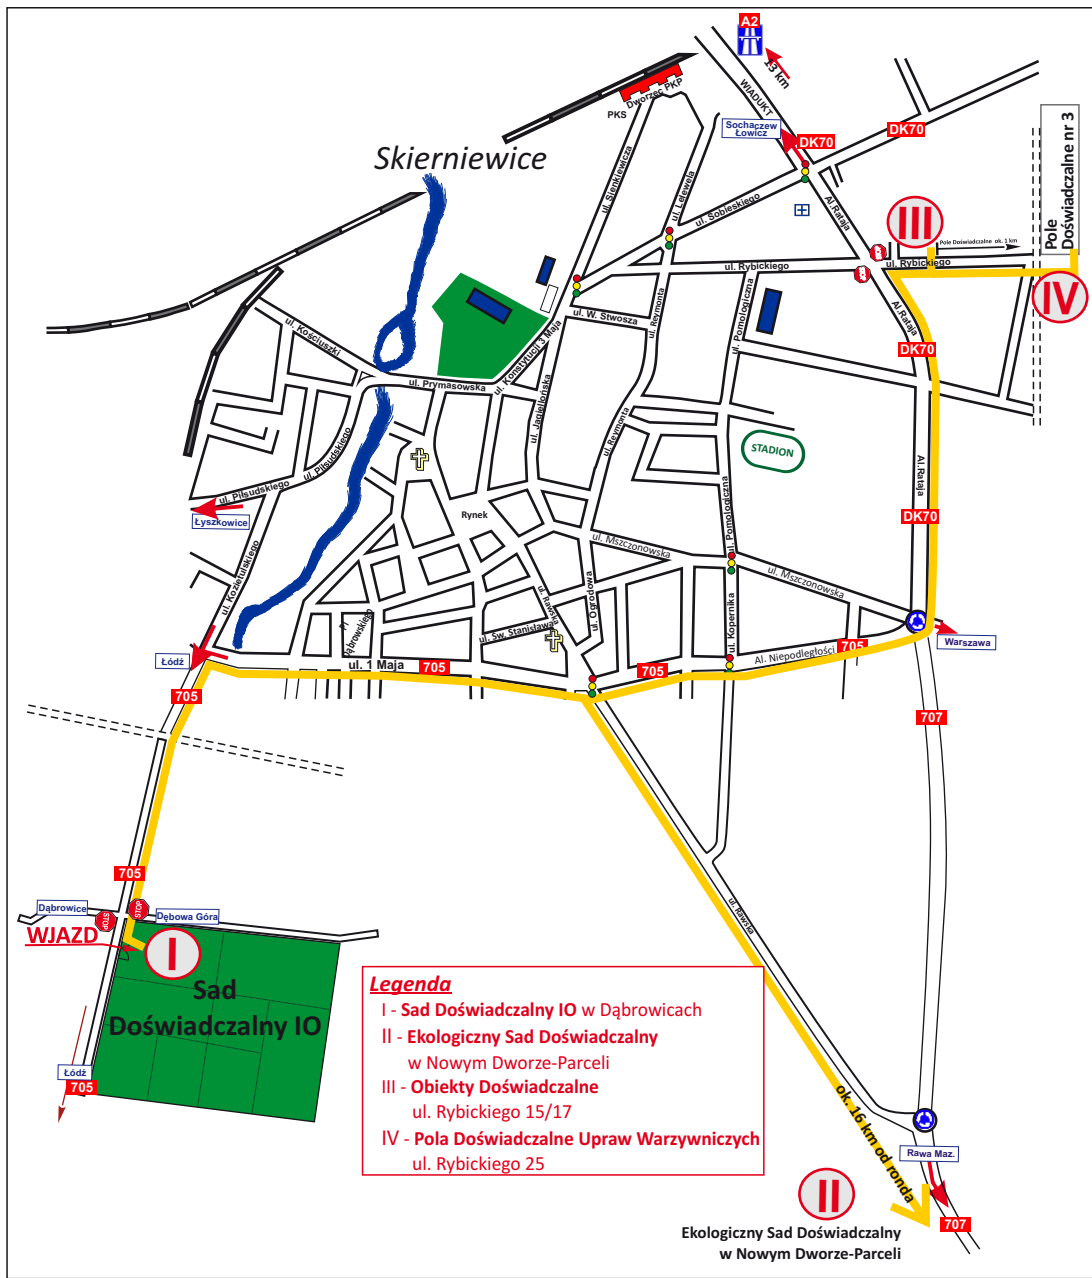 A2
13 km
WIADUKT
Dworzec PKP
PKS
Sochaczew
Łowicz
DK70
DK70
Skierniewice
ul. Sienkiewicza
ul. Lelewela
ul. Sobieskiego
Al.Rataja
III
Pole Doświadczalne ok. 1 km
Pole
Doświadczalne nr 3
ul. Rybickiego
ul. Rybickiego
IV
Al.Rataja
DK70
ul. Kościuszki
ul. Prymasowska
ul. Konstytucji 3 Maja
ul. W. Stwosza
ul. Reymonta
ul. Pomologiczna
ul. Jagiellońska
ul. Reymonta
STADION
ul. Piłsudskiego
ul. Piłsudskiego
Łyszkowice
Rynek
ul. Pomologiczna
Al.Rataja
DK70
ul. Mszczonowska
ul. Mszczonowska
ul. Kozietulskiego
Pl
Dąbrowskiego
ul. Rawska
ul. Św. Stanisława
ul. Ogrodowa
ul. Kopernika
Warszawa
Łódź
ul. 1 Maja
705
705
Al. Niepodległości
705
705
707
705
Dąbrowice
STOP
STOP
Dębowa Góra
WJAZD
I
Sad
Doświadczalny IO
Łódź
705
ul. Rawska
Legenda
I - Sad Doświadczalny IO w Dąbrowicach
II - Ekologiczny Sad Doświadczalny
w Nowym Dworze-Parceli
III - Obiekty Doświadczalne
ul. Rybickiego 15/17
IV - Pola Doświadczalne Upraw Warzywniczych
ul. Rybickiego 25
ok. 16 km od ronda
Rawa Maz.
II
707
Ekologiczny Sad Doświadczalny
w Nowym Dworze-Parceli